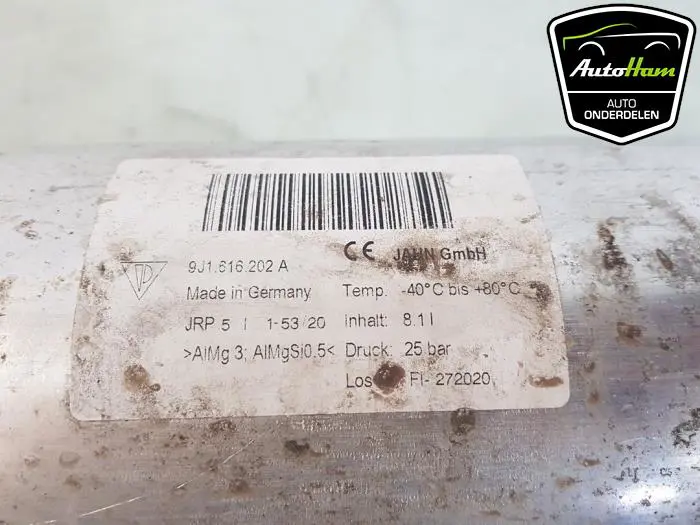 AutoHam
AUTO
ONDERDELEN
9J1.616.202 A
CE JAHN GmbH
Made in Germany
Temp. -40°C bis +80°C
JRP 5 I 1-53/20
Inhalt: 8.1 l
>AlMg 3; AlMgSi0.5<
Druck: 25 bar
Los FI- 272020